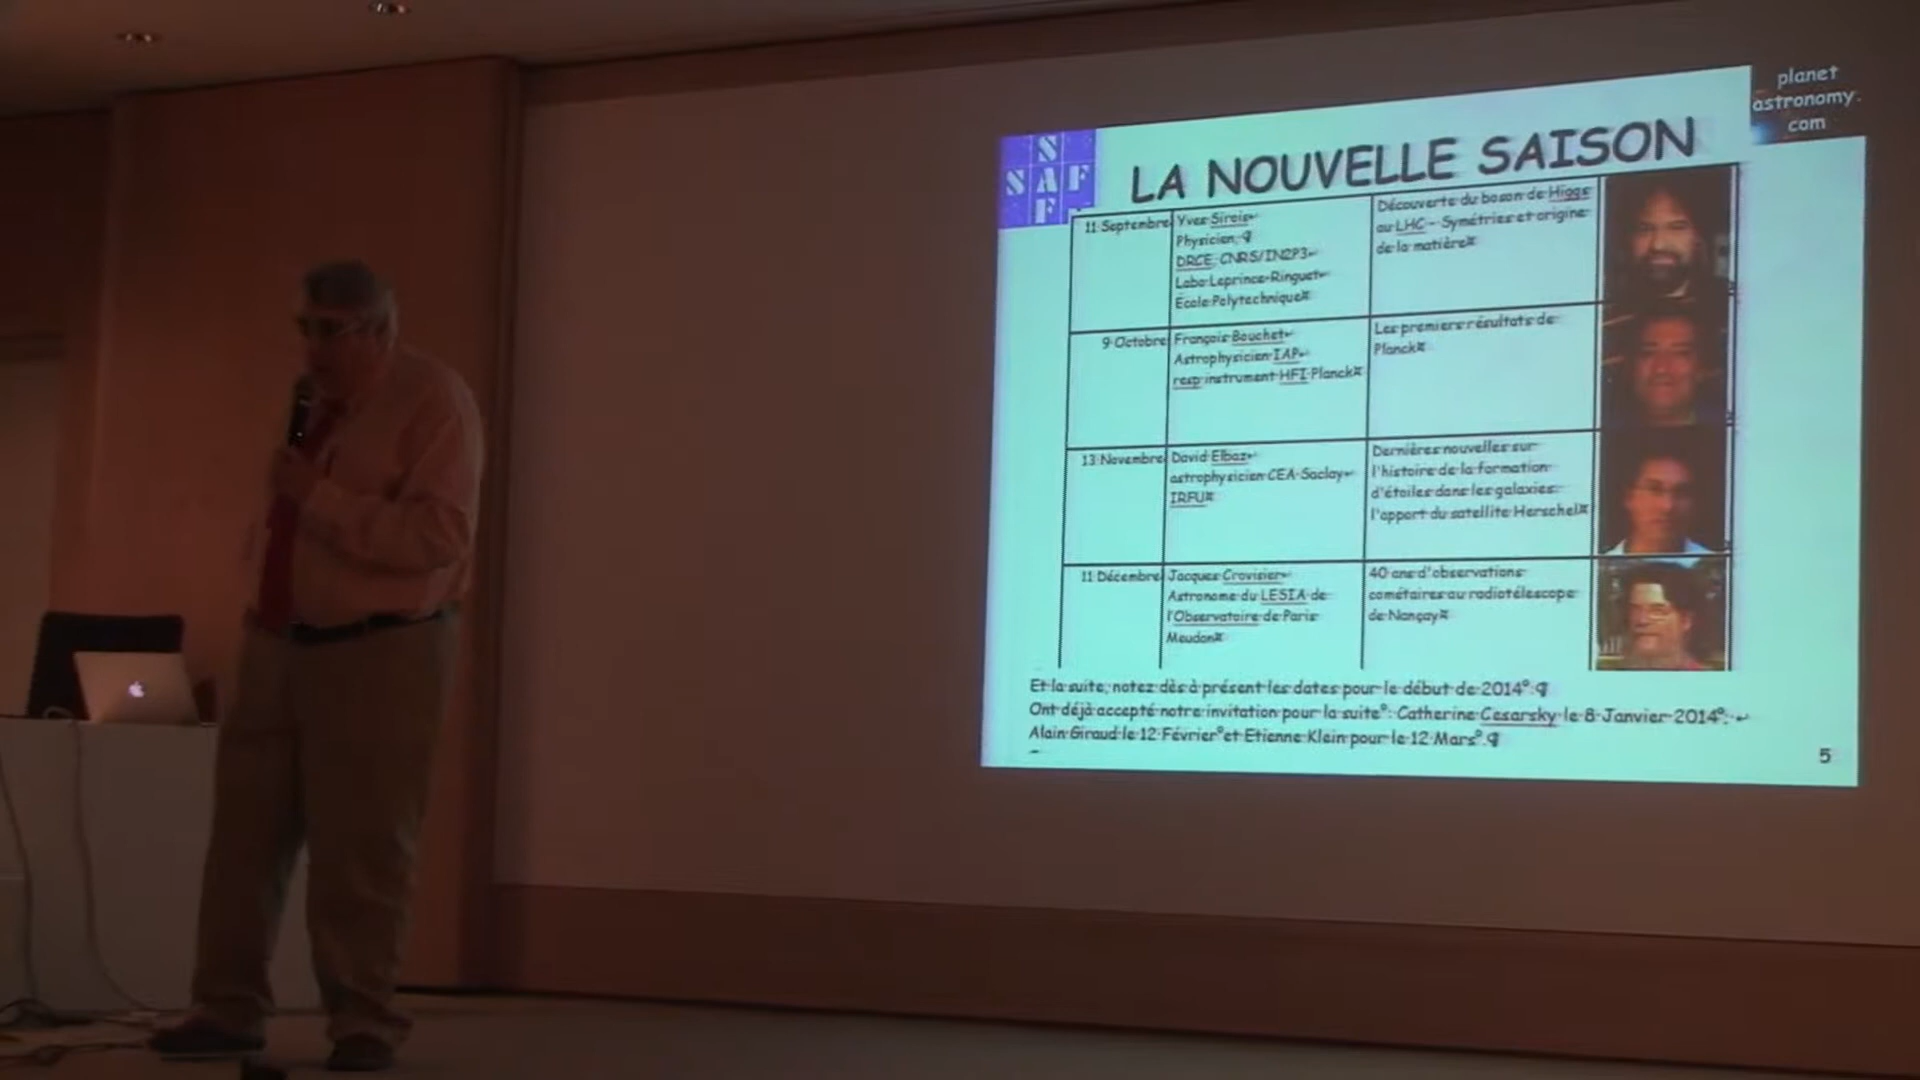 planet
astronomy.
com
S
SAF
F
LA NOUVELLE SAISON
11 Septembre
Yves Sirois
Physicien,
DRCE CNRS/IN2P3
Labo Leprince-Ringuet
Ecole Polytechnique
Découverte du boson de Higgs
au LHC - Symétries et origine
de la matière
9 Octobre
François Bouchet
Astrophysicien IAP
resp instrument HFI Planck
Les premiers résultats de
Planck
13 Novembre
David Elbaz
astrophysicien CEA Saclay
IRFU
Dernières nouvelles sur
l'histoire de la formation
d'étoiles dans les galaxies:
l'apport du satellite Herschel
11 Décembre
Jacques Crovisier
Astronome du LESIA de
l'Observatoire de Paris
Meudon
40 ans d'observations
cométaires au radiotélescope
de Nançay
Et la suite, notez dès à présent les dates pour le début de 2014°:¶
Ont déjà accepté notre invitation pour la suite°: Catherine Cesarsky le 8 Janvier 2014°;
Alain Giraud le 12 Février°et Etienne Klein pour le 12 Mars°.¶
5